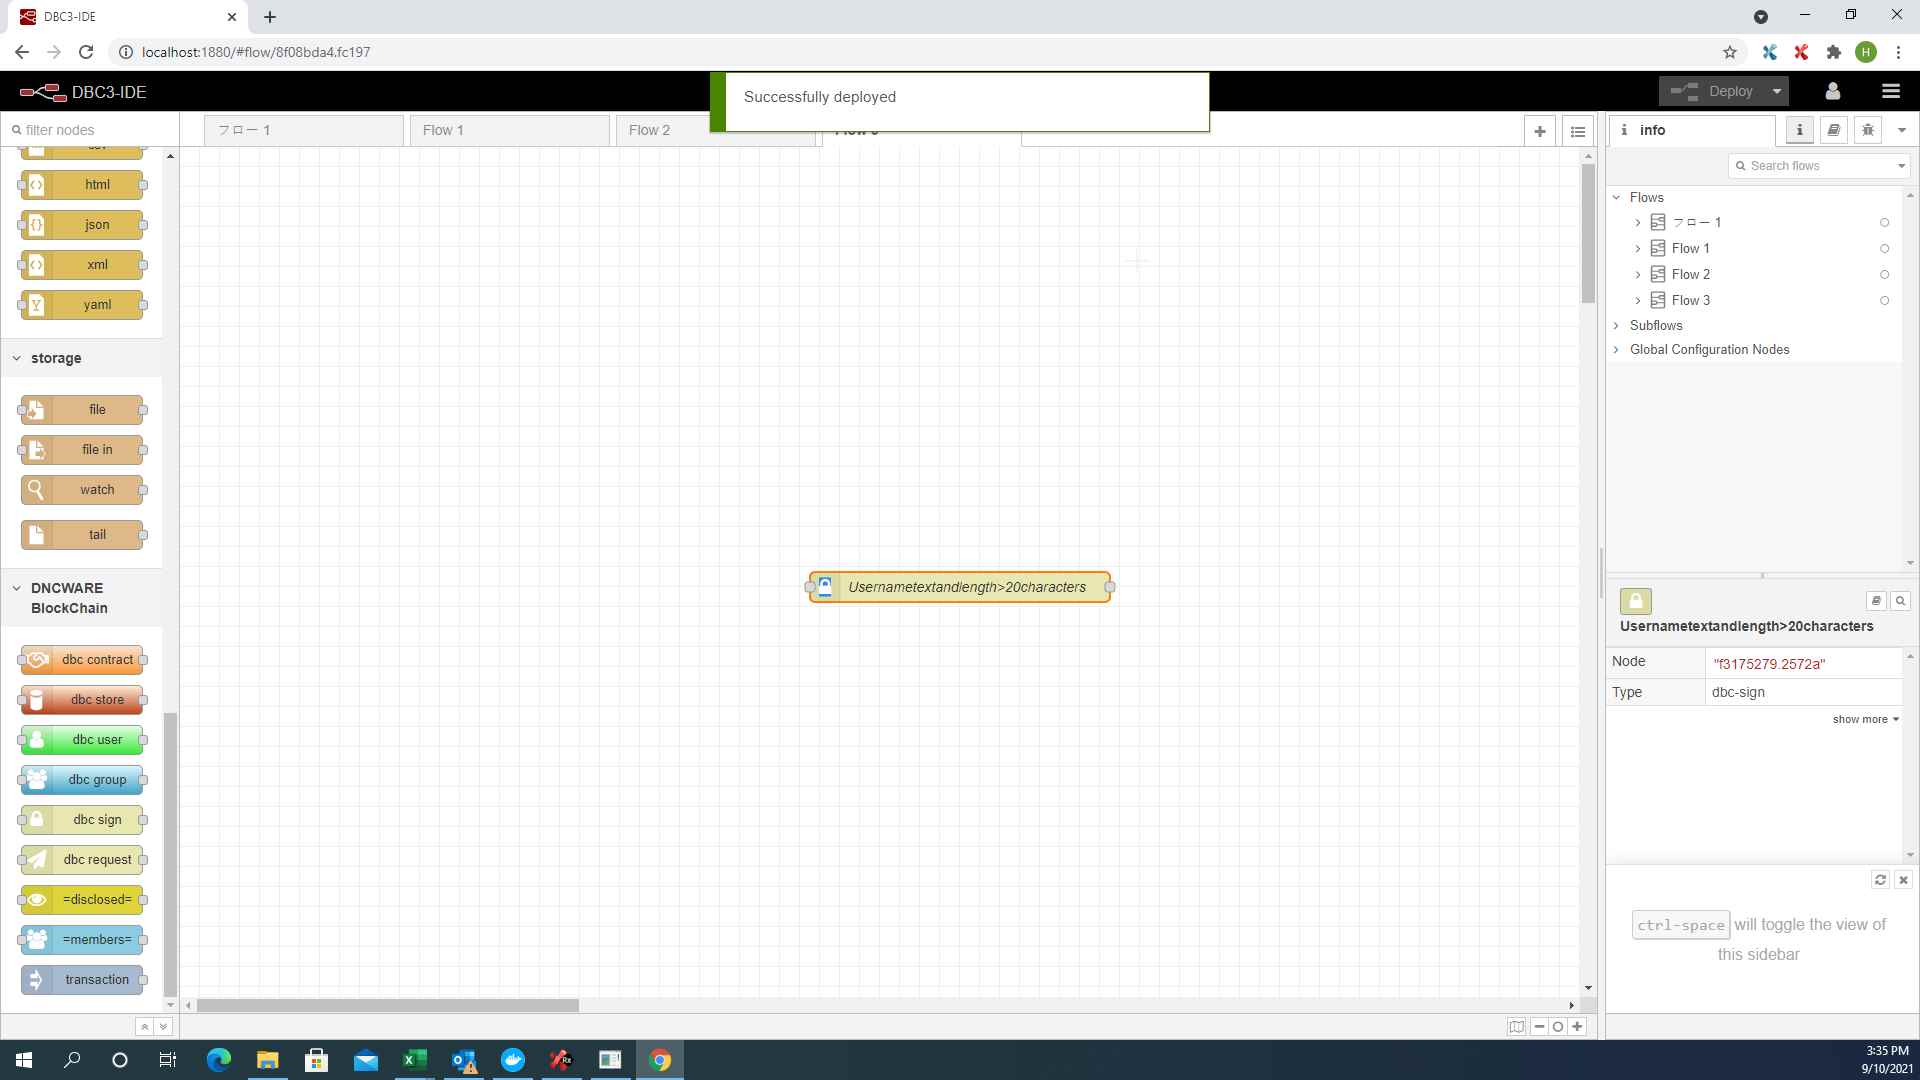 DBC3-IDE
localhost:1880/#flow/8f08bda4.fc197
H
DBC3-IDE
Successfully deployed
Deploy
filter nodes
フロー 1
Flow 1
Flow 2
info
Search flows
html
json
xml
yaml
storage
file
file in
watch
tail
DNCWARE
BlockChain
dbc contract
dbc store
dbc user
dbc group
dbc sign
dbc request
=disclosed=
=members=
transaction
Usernametextandlength>20characters
Flows
フロー 1
Flow 1
Flow 2
Flow 3
Subflows
Global Configuration Nodes
Usernametextandlength>20characters
Node "f3175279.2572a"
Type dbc-sign
show more
ctrl-space will toggle the view of
this sidebar
3:35 PM
9/10/2021